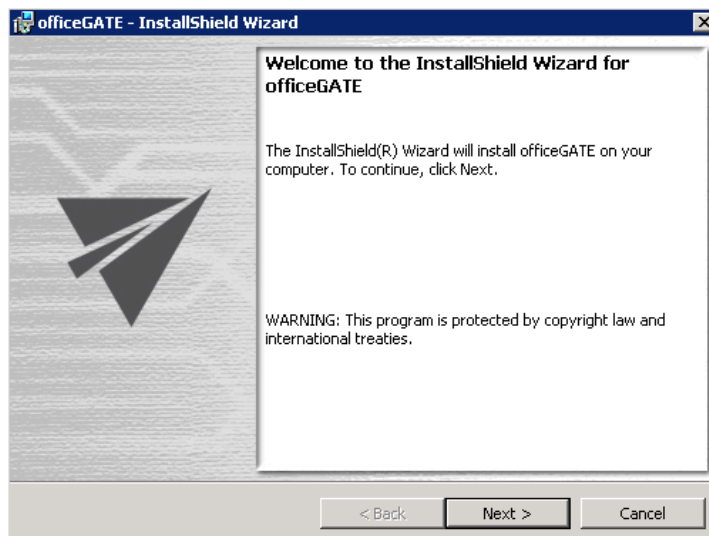 officeGATE - InstallShield Wizard
Welcome to the InstallShield Wizard for
officeGATE
The InstallShield(R) Wizard will install officeGATE on your
computer. To continue, click Next.
WARNING: This program is protected by copyright law and
international treaties.
< Back Next > Cancel